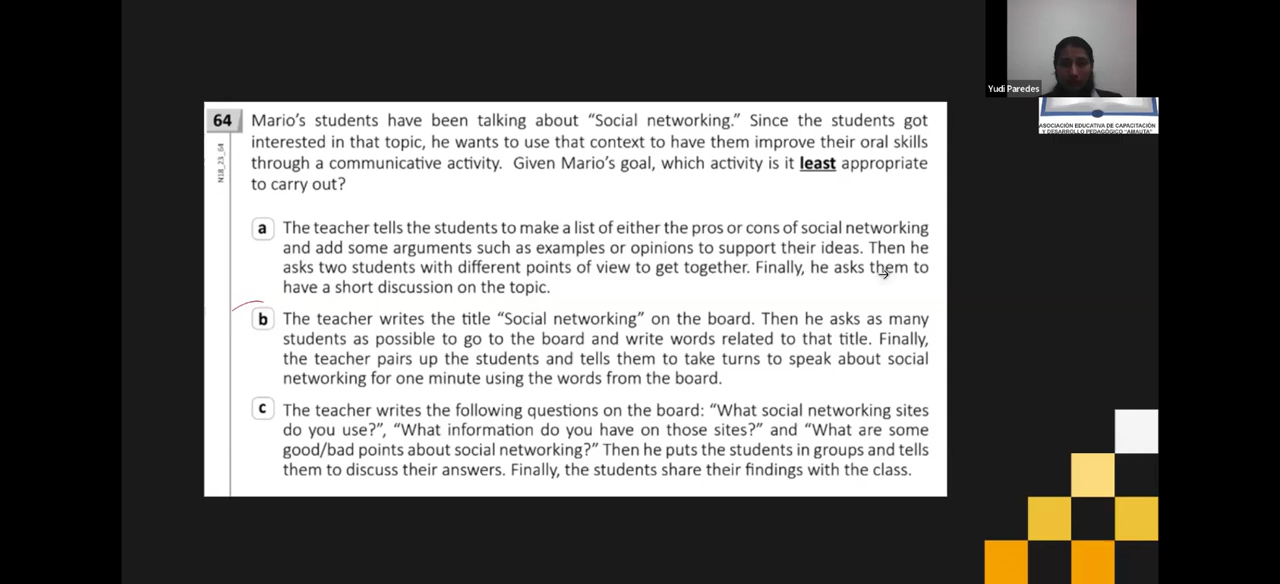 Yudi Paredes
ASOCIACIÓN EDUCATIVA DE CAPACITACIÓN
Y DESARROLLO PEDAGÓGICO "AMAUTA"
64
N18_23_64
Mario's students have been talking about "Social networking." Since the students got
interested in that topic, he wants to use that context to have them improve their oral skills
through a communicative activity. Given Mario's goal, which activity is it least appropriate
to carry out?
a The teacher tells the students to make a list of either the pros or cons of social networking
and add some arguments such as examples or opinions to support their ideas. Then he
asks two students with different points of view to get together. Finally, he asks them to
have a short discussion on the topic.
b The teacher writes the title "Social networking" on the board. Then he asks as many
students as possible to go to the board and write words related to that title. Finally,
the teacher pairs up the students and tells them to take turns to speak about social
networking for one minute using the words from the board.
c The teacher writes the following questions on the board: "What social networking sites
do you use?", "What information do you have on those sites?" and "What are some
good/bad points about social networking?" Then he puts the students in groups and tells
them to discuss their answers. Finally, the students share their findings with the class.